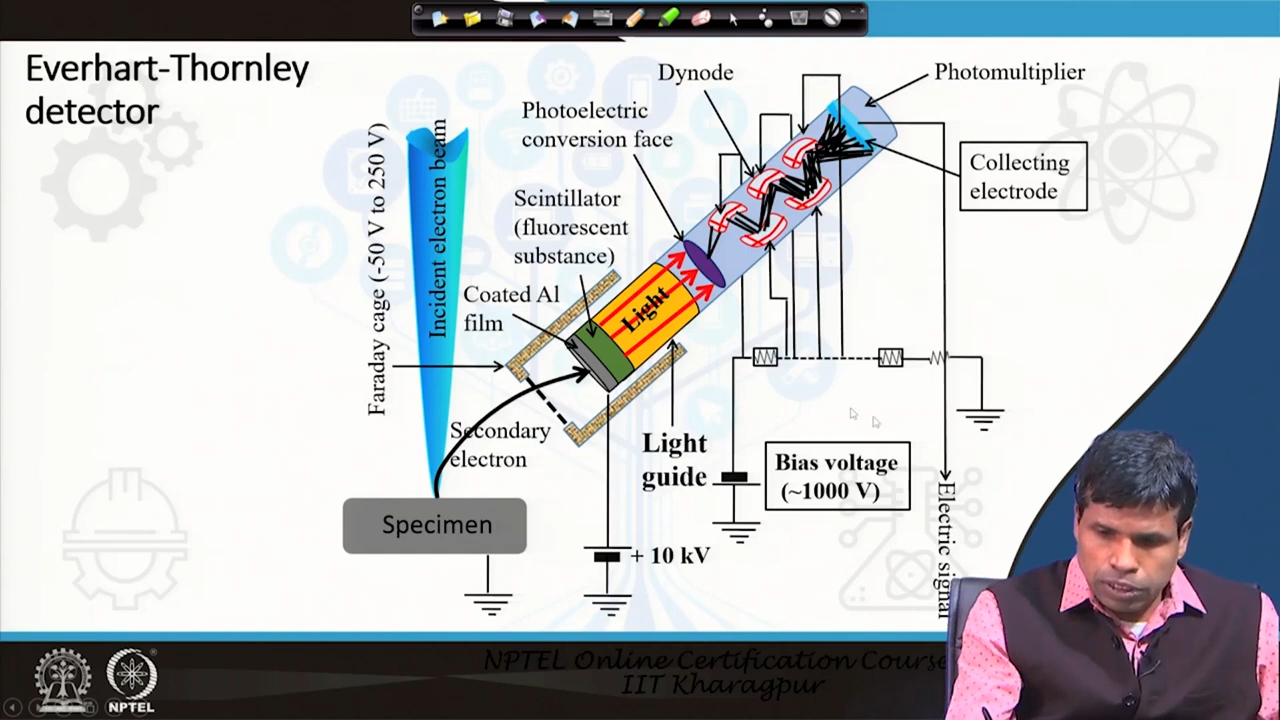 Everhart-Thornley
detector
Dynode
Photomultiplier
Photoelectric
conversion face
Collecting
electrode
Scintillator
(fluorescent
substance)
Coated Al
film
Faraday cage (-50 V to 250 V)
Incident electron beam
Light
Secondary
electron
Light
guide
Bias voltage
(~1000 V)
Specimen
+ 10 kV
Electric signal
NPTEL Online Certification Course
IIT Kharagpur
NPTEL